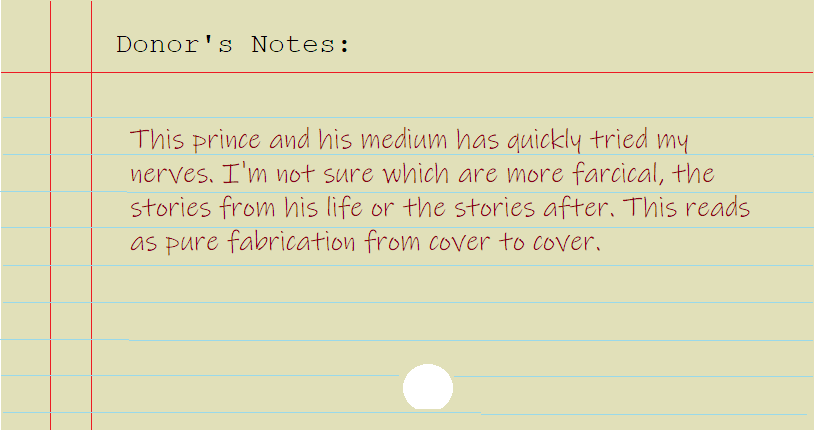 Donor's Notes:
This prince and his medium has quickly tried my
nerves. I'm not sure which are more farcical, the
stories from his life or the stories after. This reads
as pure fabrication from cover to cover.